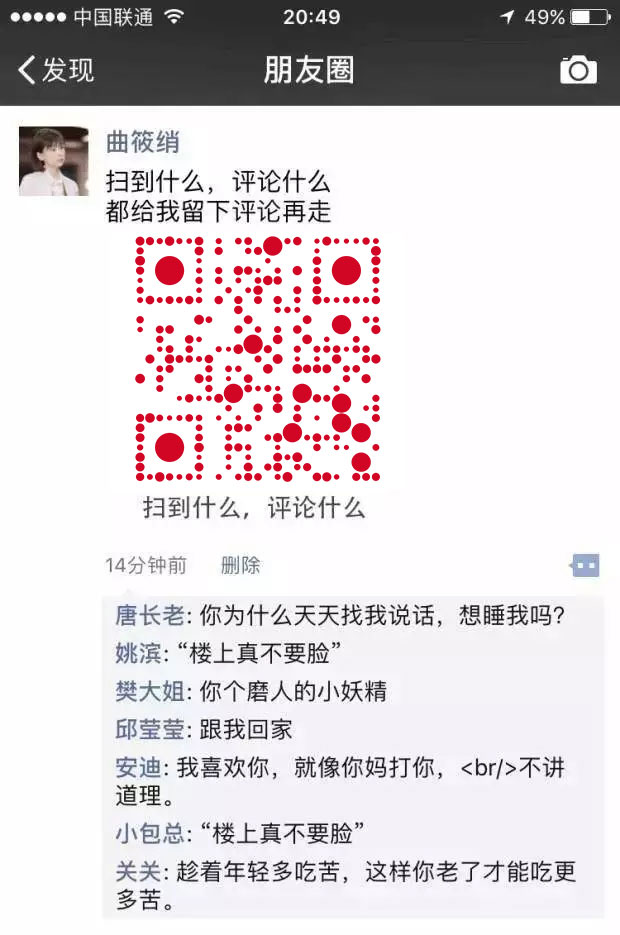 中国联通 20:49 49%
发现 朋友圈
曲筱绡
扫到什么，评论什么
都给我留下评论再走
扫到什么，评论什么
14分钟前 删除
唐长老: 你为什么天天找我说话，想睡我吗？
姚滨: “楼上真不要脸”
樊大姐: 你个磨人的小妖精
邱莹莹: 跟我回家
安迪: 我喜欢你，就像你妈打你，<br/>不讲
道理。
小包总: “楼上真不要脸”
关关: 趁着年轻多吃苦，这样你老了才能吃更
多苦。